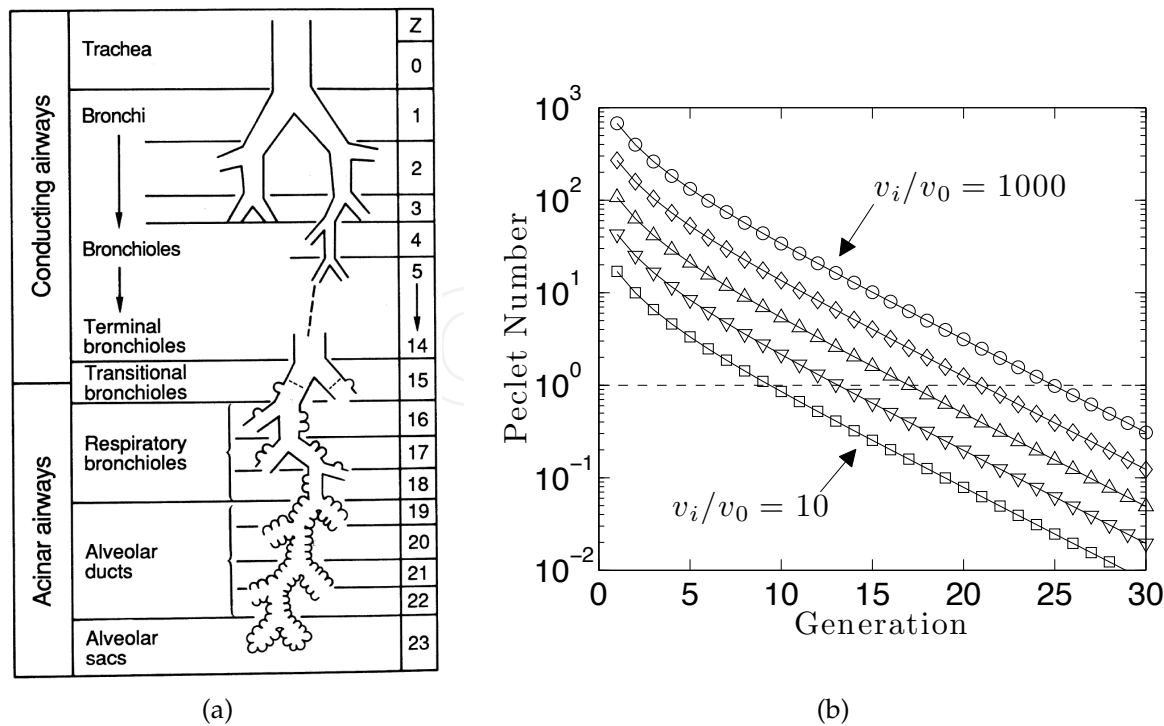 Z
Trachea
0
Bronchi
1
2
3
Bronchioles
4
5
Terminal
bronchioles
14
Transitional
bronchioles
15
Respiratory
bronchioles
16
17
18
Alveolar
ducts
19
20
21
22
Alveolar
sacs
23
Conducting airways
Acinar airways
(a)
Peclet Number
10^3
10^2
10^1
10^0
10^-1
10^-2
v_i/v_0 = 1000
v_i/v_0 = 10
0 5 10 15 20 25 30
Generation
(b)